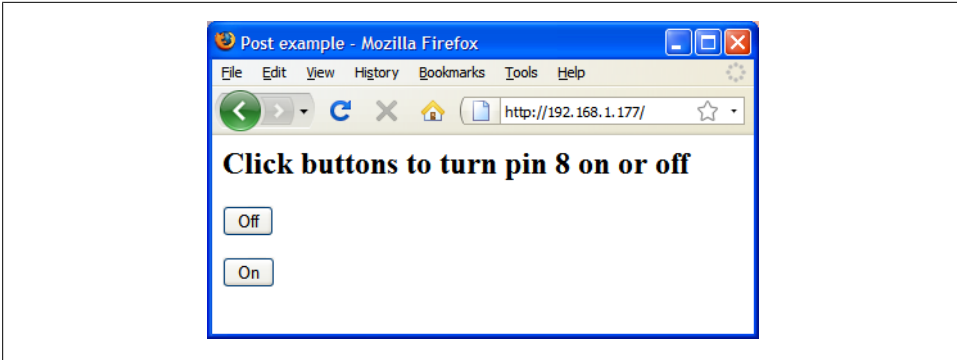 Post example - Mozilla Firefox
File Edit View History Bookmarks Tools Help
http://192.168.1.177/
Click buttons to turn pin 8 on or off
Off
On